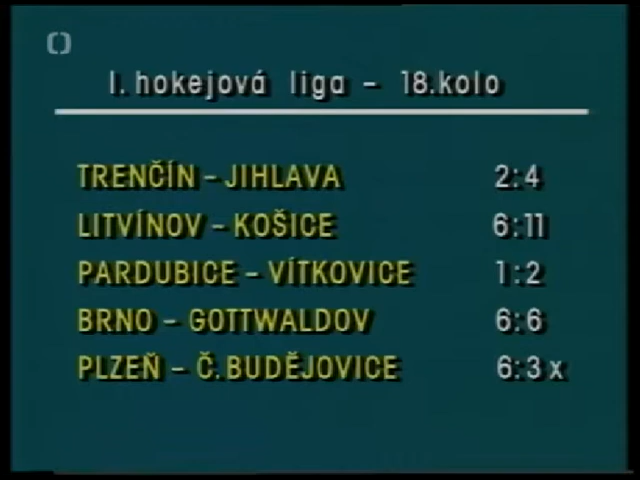 I. hokejová liga - 18.kolo
TRENČÍN - JIHLAVA 2:4
LITVÍNOV - KOŠICE 6:11
PARDUBICE - VÍTKOVICE 1:2
BRNO - GOTTWALDOV 6:6
PLZEŇ - Č. BUDĚJOVICE 6:3 x